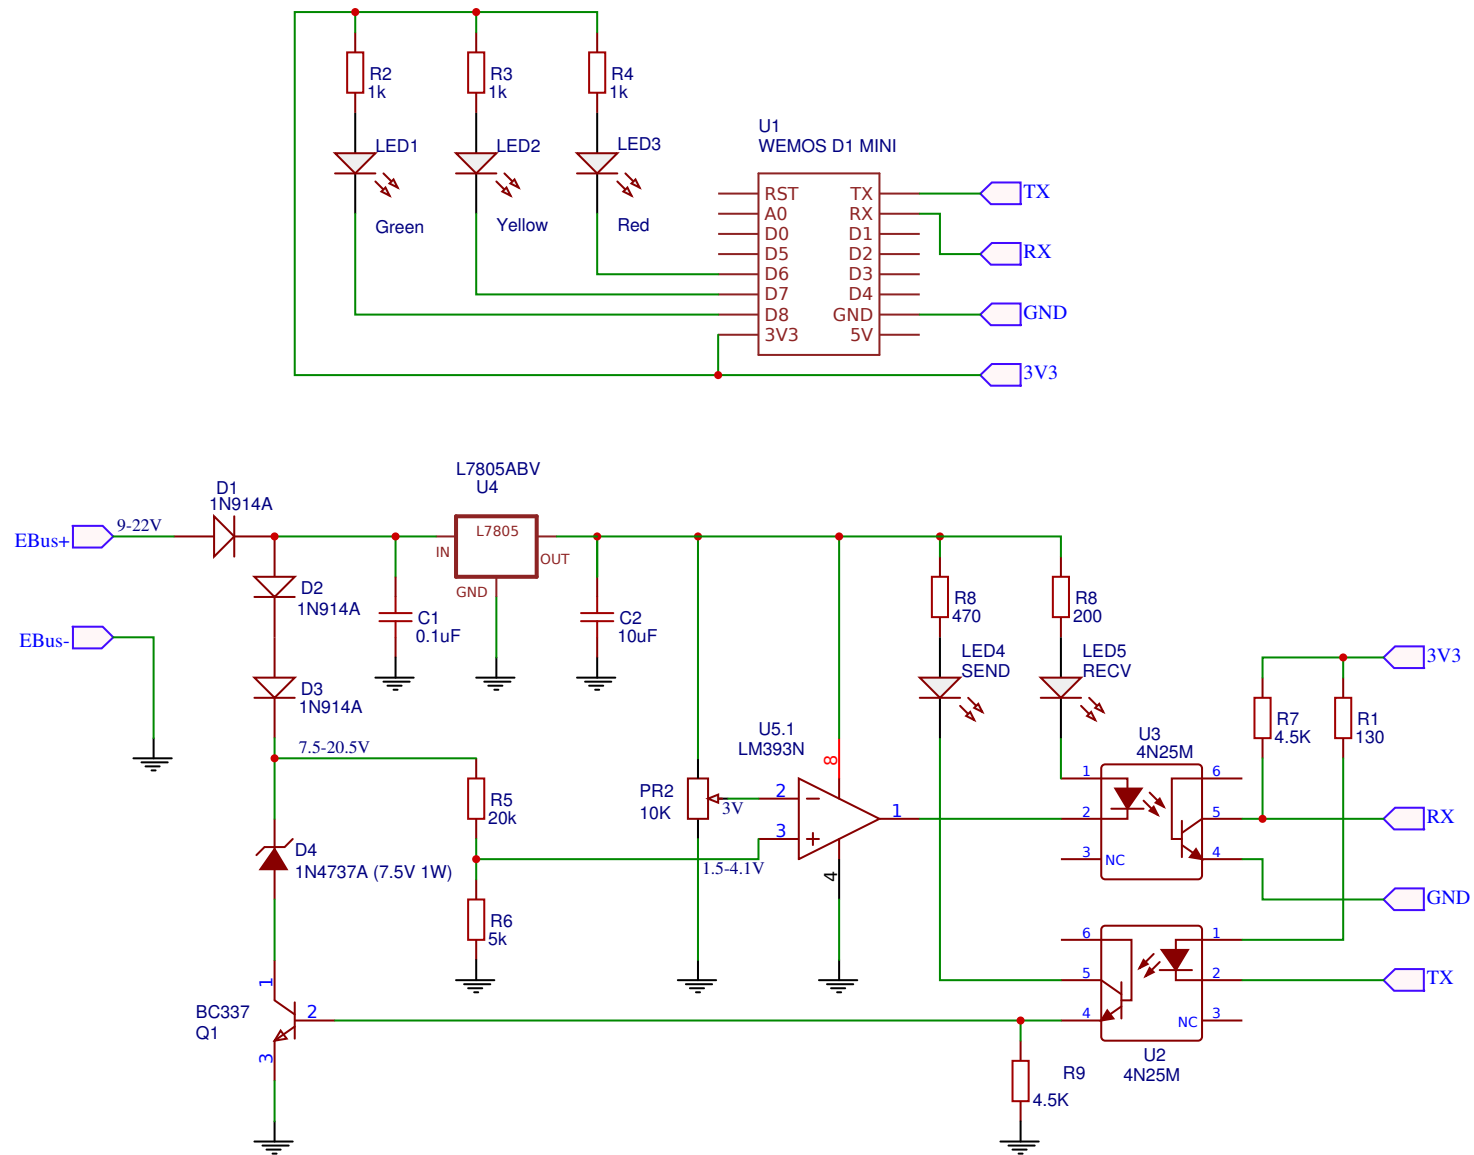 R2
1k
R3
1k
R4
1k
LED1
LED2
LED3
Green
Yellow
Red
U1
WEMOS D1 MINI
RST
A0
D0
D5
D6
D7
D8
3V3
TX
RX
D1
D2
D3
D4
GND
5V
TX
RX
GND
3V3
EBus+
9-22V
D1
1N914A
L7805ABV
U4
L7805
IN
OUT
GND
D2
1N914A
C1
0.1uF
C2
10uF
EBus-
D3
1N914A
7.5-20.5V
R8
470
R8
200
LED4
SEND
LED5
RECV
3V3
R7
4.5K
R1
130
U5.1
LM393N
8
PR2
10K
3V
2
3
1
4
R5
20k
1.5-4.1V
D4
1N4737A (7.5V 1W)
R6
5k
U3
4N25M
1
2
3
NC
6
5
4
RX
GND
6
5
4
1
2
3
NC
TX
U2
4N25M
BC337
Q1
1
2
3
R9
4.5K